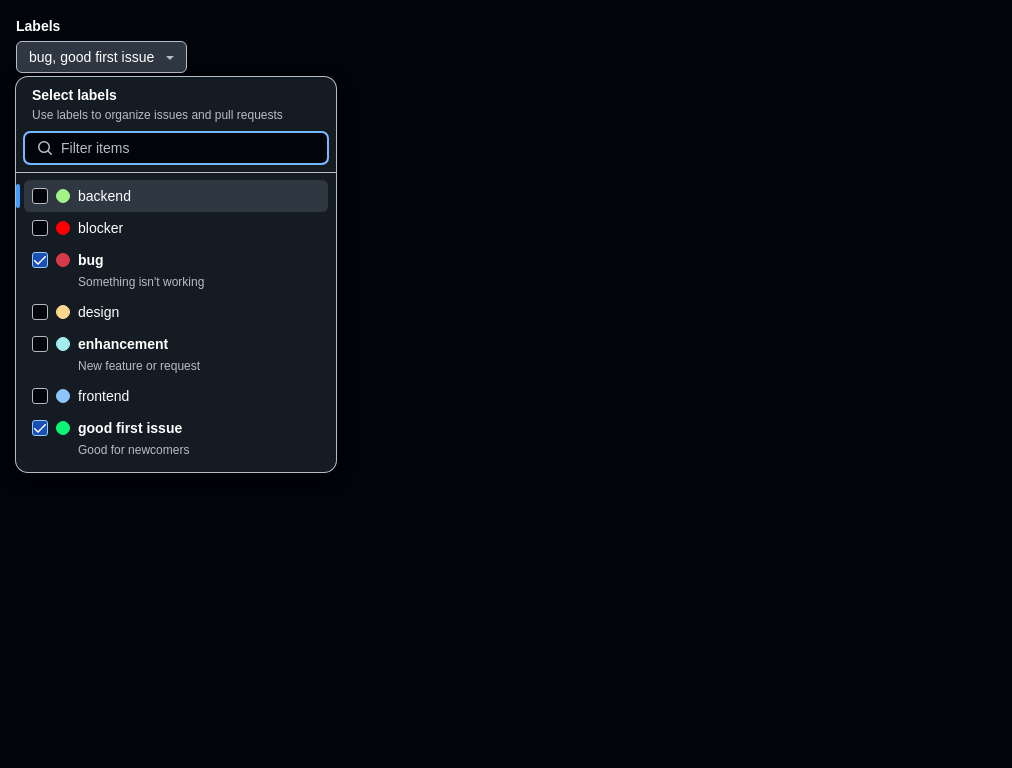 Labels
bug, good first issue
Select labels
Use labels to organize issues and pull requests
Filter items
backend
blocker
bug
Something isn't working
design
enhancement
New feature or request
frontend
good first issue
Good for newcomers